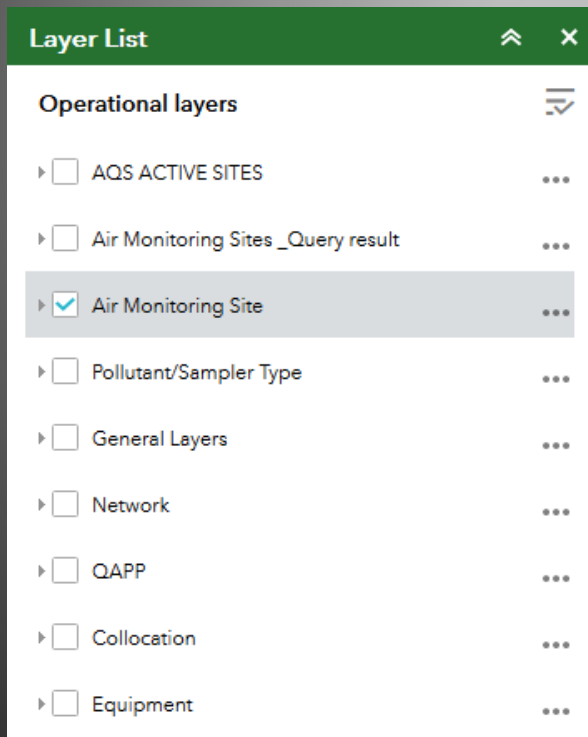 Layer List
Operational layers
AQS ACTIVE SITES
Air Monitoring Sites _Query result
Air Monitoring Site
Pollutant/Sampler Type
General Layers
Network
QAPP
Collocation
Equipment